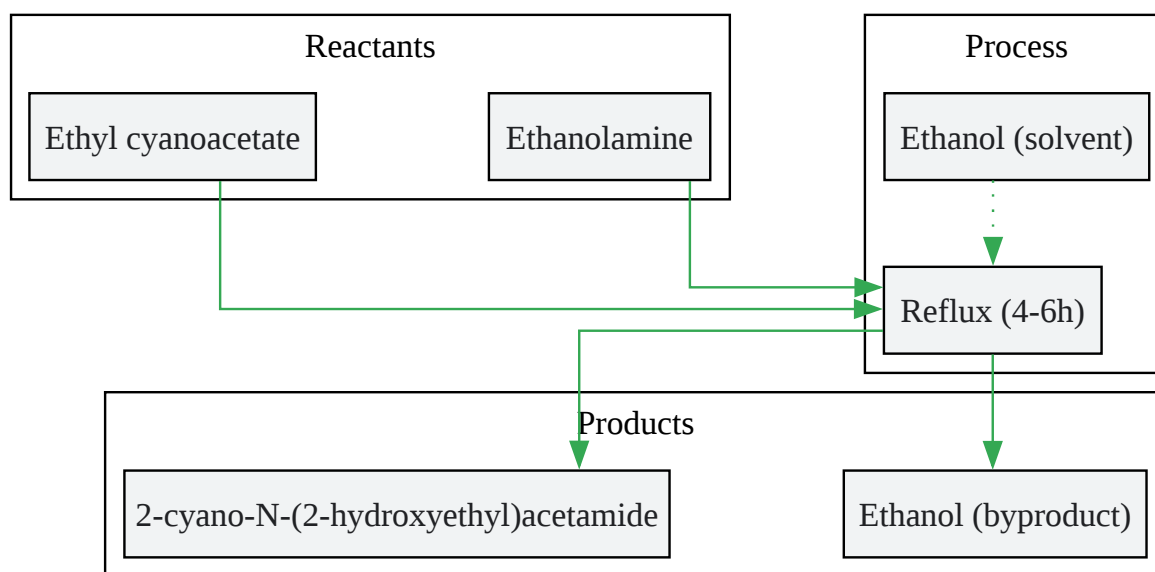 Reactants
Process
Ethyl cyanoacetate
Ethanolamine
Ethanol (solvent)
Reflux (4-6h)
Products
2-cyano-N-(2-hydroxyethyl)acetamide
Ethanol (byproduct)